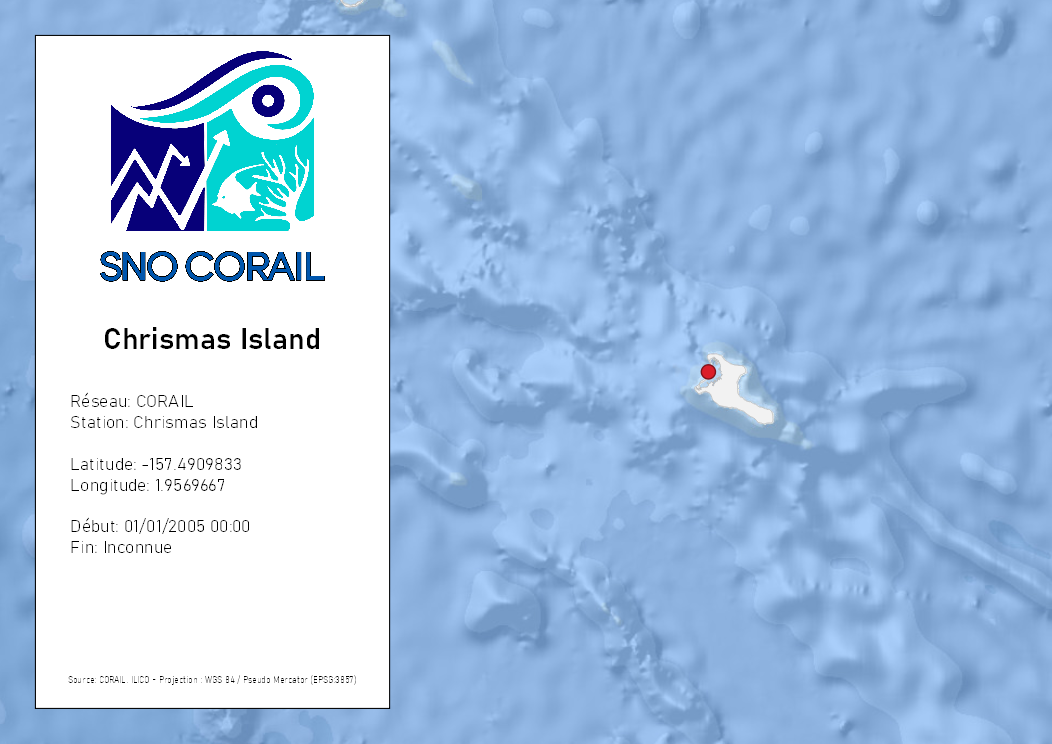 SNO CORAIL
Chrismas Island
Réseau: CORAIL
Station: Chrismas Island
Latitude: -157.4909833
Longitude: 1.9569667
Début: 01/01/2005 00:00
Fin: Inconnue
Source: CORAIL, ILICO - Projection : WGS 84 / Pseudo Mercator (EPSG:3857)